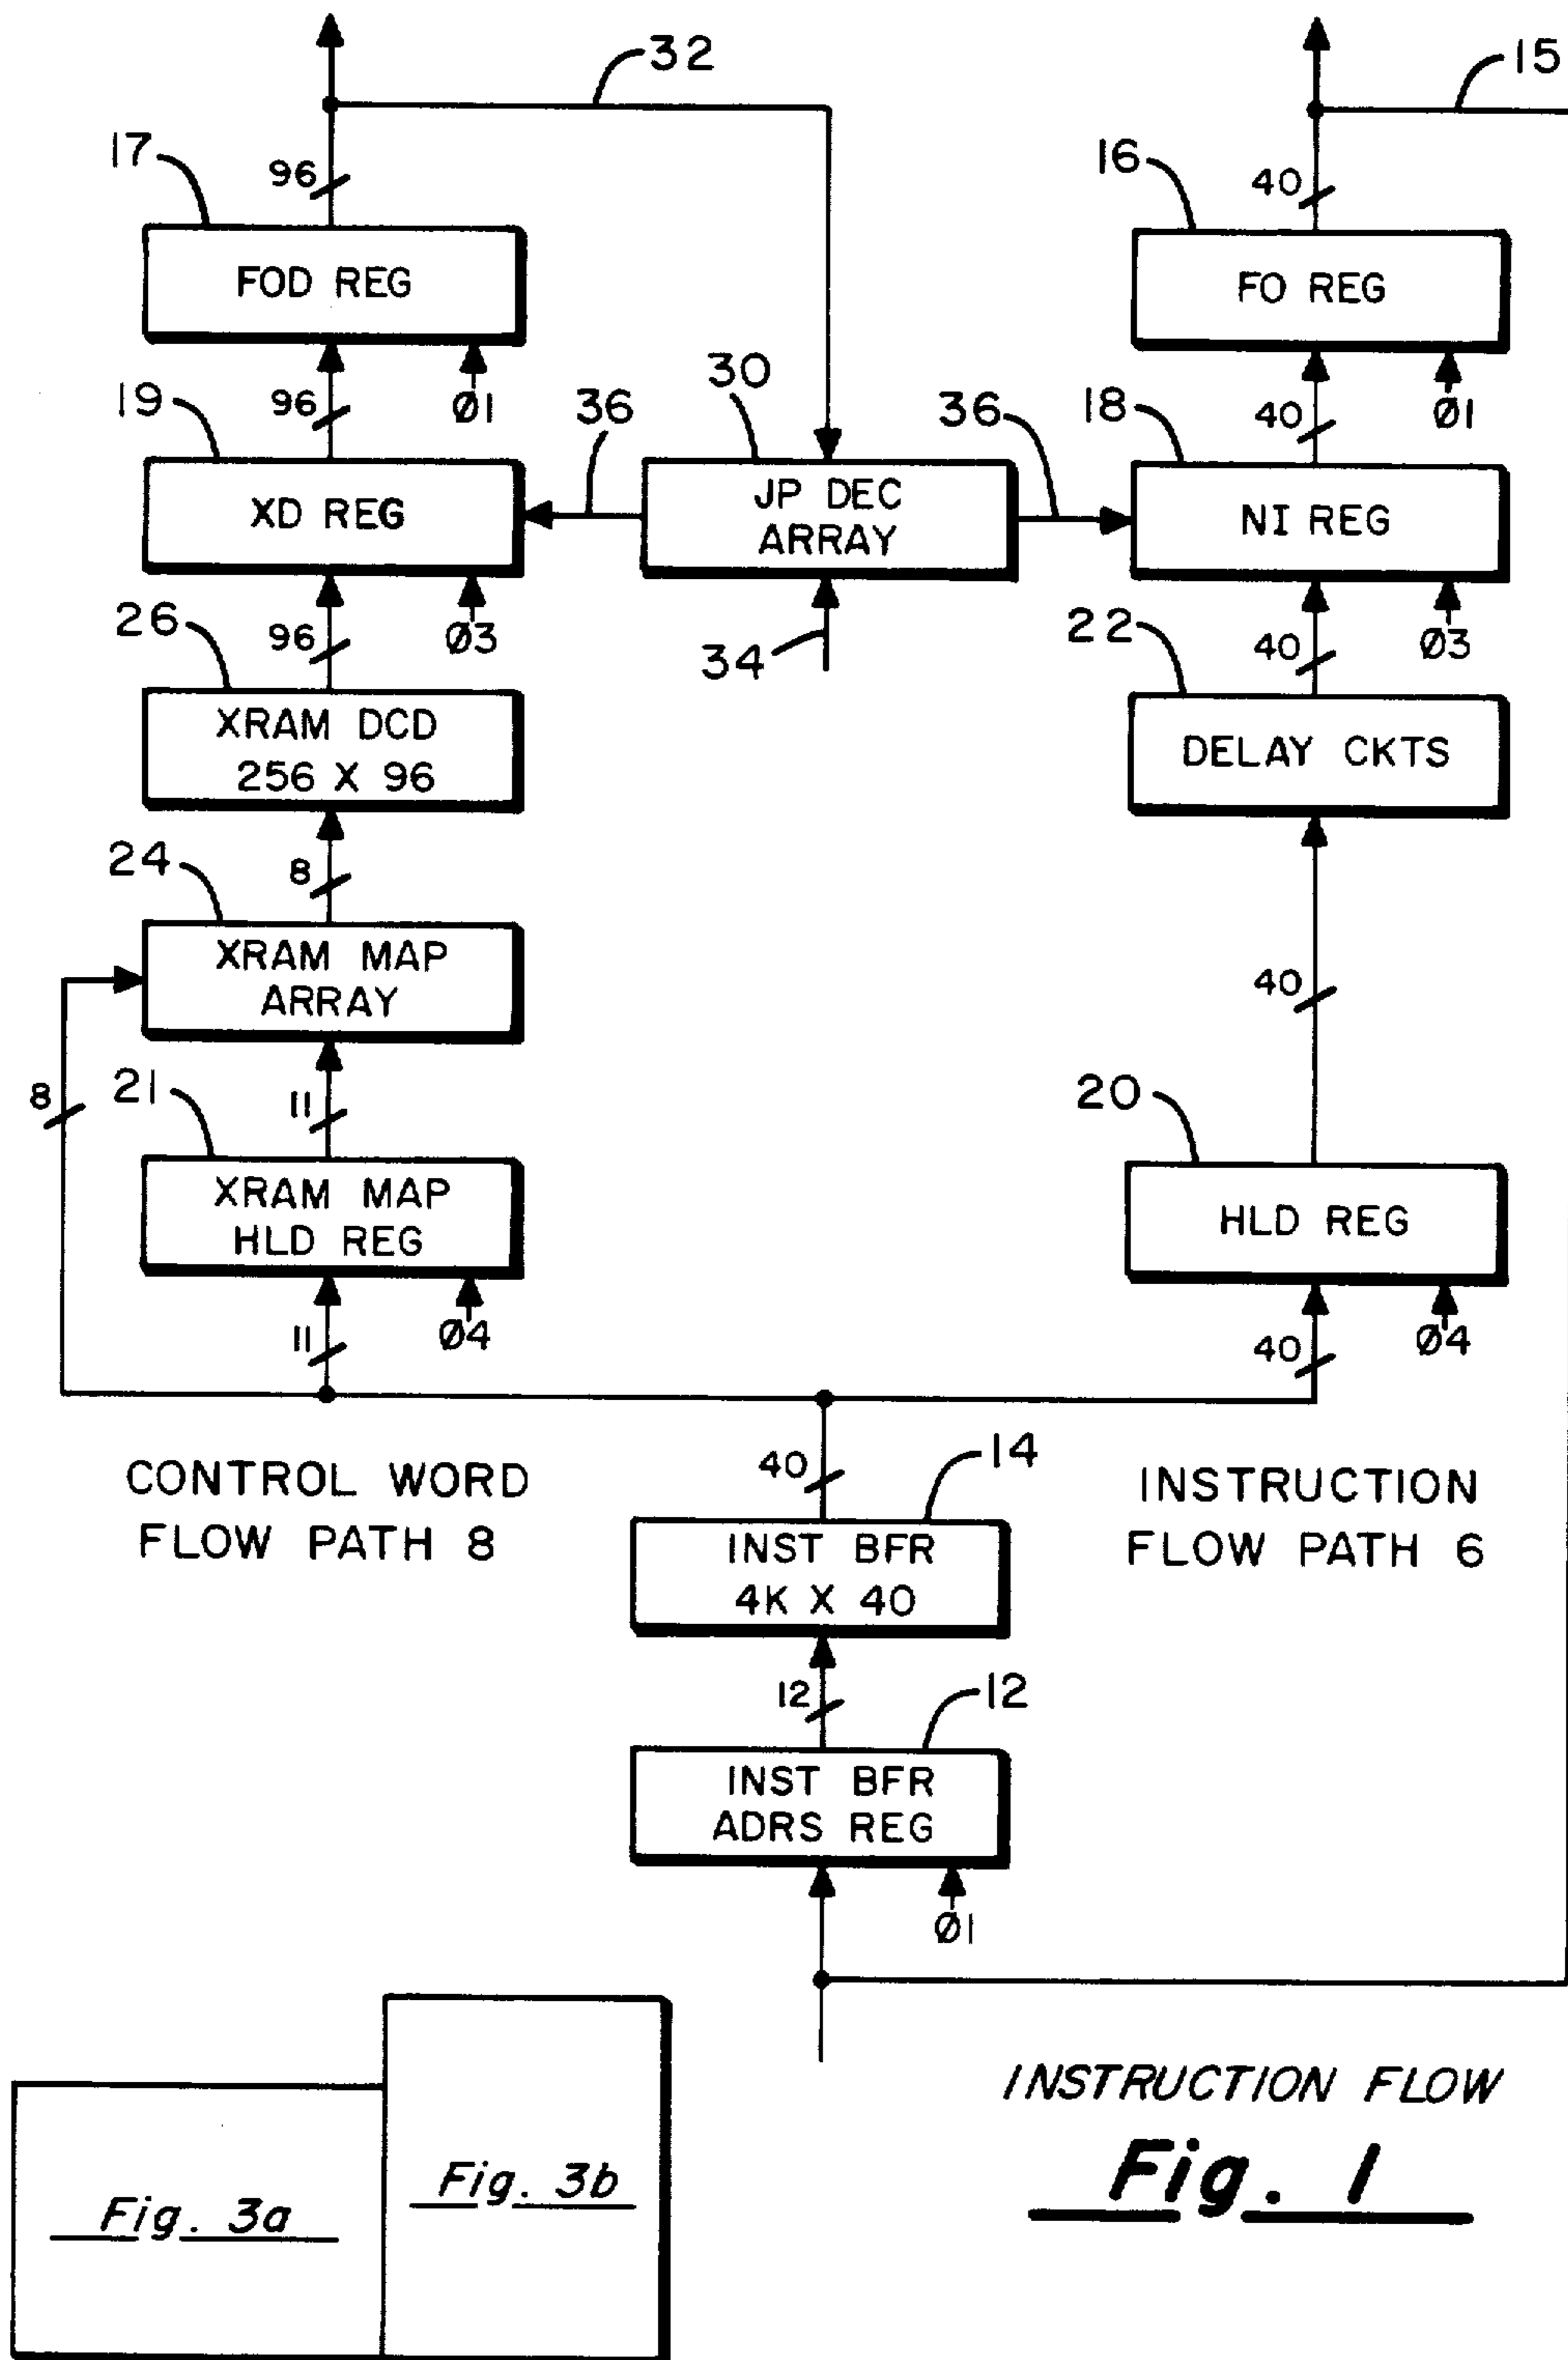 32
15
17
96
16
40
FOD REG
FO REG
Ø1
Ø1
30
19
96
36
36
18
40
XD REG
JP DEC
ARRAY
NI REG
Ø3
Ø3
26
96
34
22
40
XRAM DCD
256 X 96
DELAY CKTS
24
8
XRAM MAP
ARRAY
40
8
21
11
20
XRAM MAP
HLD REG
HLD REG
Ø4
Ø4
11
40
CONTROL WORD
FLOW PATH 8
40
14
INSTRUCTION
FLOW PATH 6
INST BFR
4K X 40
12
12
INST BFR
ADRS REG
Ø1
INSTRUCTION FLOW
Fig. 1
Fig. 3a
Fig. 3b